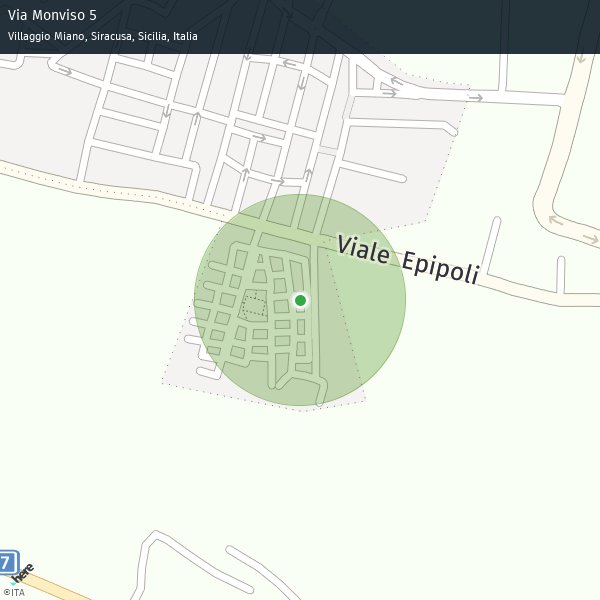 Via Monviso 5
Villaggio Miano, Siracusa, Sicilia, Italia
Viale Epipoli
7
here
©ITA